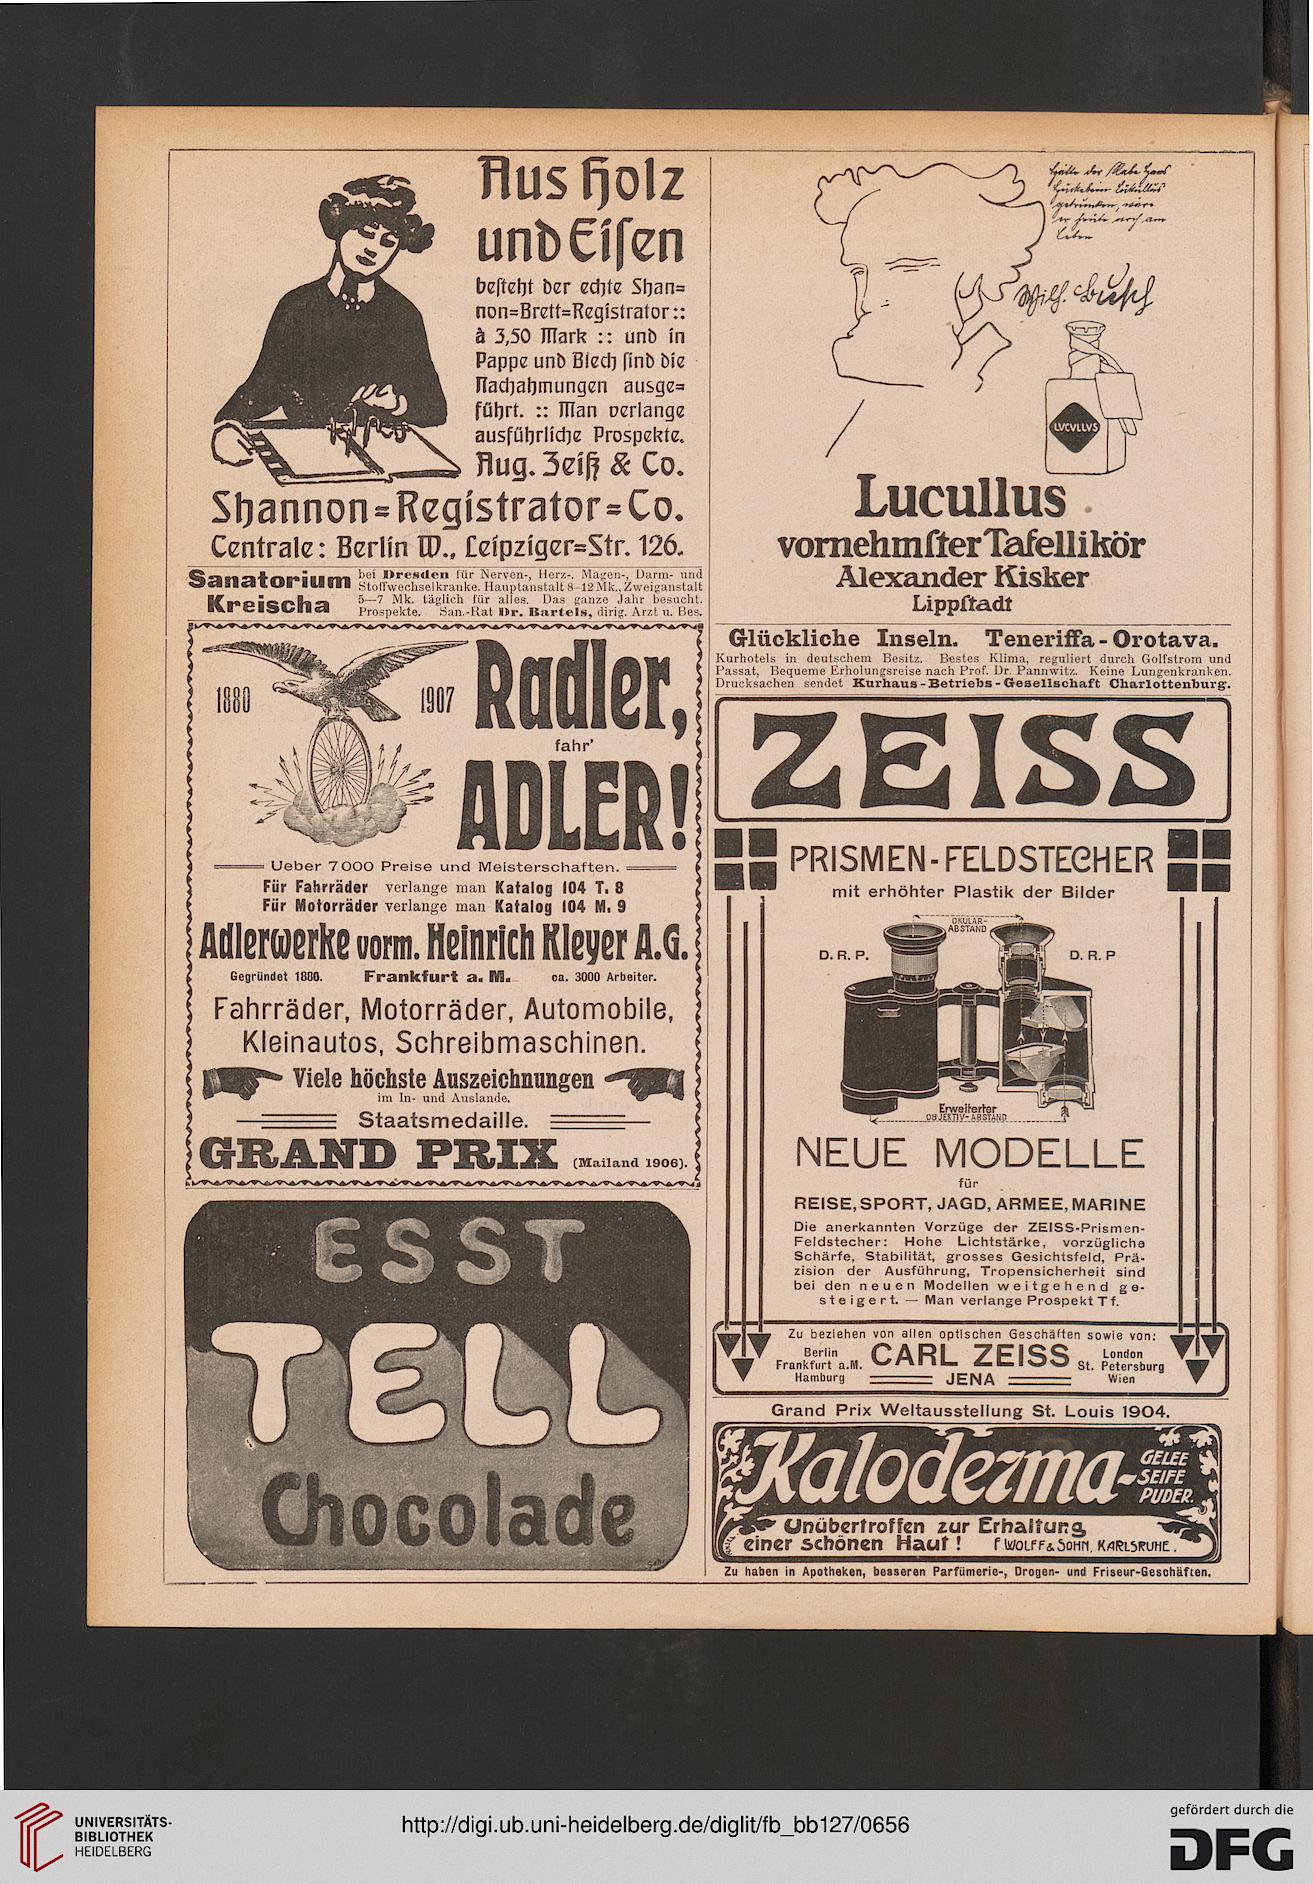 Aus Holz
und Eiſen
beſteht der echte Shan=
non=Brett=Regiſtrator ::
à 3,50 Mark :: und in
Pappe und Blech ſind die
Nachahmungen ausge=
führt. :: Man verlange
ausführliche Prospekte.
Aug. Zeiß & Co.
Shannon=Regiſtrator=Co.
Centrale: Berlin W., Leipziger=Str. 126.
Sanatorium
Kreischa
bei Dresden für Nerven-, Herz-, Magen-, Darm- und
Stoffwechselkranke. Hauptanstalt 8-12 Mk., Zweiganstalt
5—7 Mk. täglich für alles. Das ganze Jahr besucht.
Prospekte. San.-Rat Dr. Bartels, dirig. Arzt u. Bes.
1880 1907
Radler,
fahr'
ADLER!
Ueber 7000 Preise und Meisterschaften.
Für Fahrräder verlange man Katalog 104 T. 8
Für Motorräder verlange man Katalog 104 M. 9
Adlerwerke vorm. Heinrich Kleyer A.G.
Gegründet 1880. Frankfurt a. M. ca. 3000 Arbeiter.
Fahrräder, Motorräder, Automobile,
Kleinautos, Schreibmaschinen.
Viele höchste Auszeichnungen
im In- und Auslande.
Staatsmedaille.
GRAND PRIX (Mailand 1906).
ESST
TELL
Chocolade
Hätte der Rabe Hans
Huckebein Lukullus
getrunken, wäre
er heute noch am
Leben
Wilh. Busch
LVCVLLVS
Lucullus
vornehmſter Tafellikör
Alexander Kisker
Lippſtadt
Glückliche Inseln. Teneriffa - Orotava.
Kurhotels in deutschem Besitz. Bestes Klima, reguliert durch Golfstrom und
Passat, Bequeme Erholungsreise nach Prof. Dr. Pannwitz. Keine Lungenkranken.
Drucksachen sendet Kurhaus-Betriebs-Gesellschaft Charlottenburg.
ZEISS
PRISMEN-FELDSTECHER
mit erhöhter Plastik der Bilder
OKULAR-
ABSTAND
D. R. P. D. R. P
Erweiterter
OBJEKTIV-ABSTAND
NEUE MODELLE
für
REISE, SPORT, JAGD, ARMEE, MARINE
Die anerkannten Vorzüge der ZEISS-Prismen-
Feldstecher: Hohe Lichtstärke, vorzügliche
Schärfe, Stabilität, grosses Gesichtsfeld, Prä-
zision der Ausführung, Tropensicherheit sind
bei den neuen Modellen weitgehend ge-
steigert. — Man verlange Prospekt T f.
Zu beziehen von allen optischen Geschäften sowie von:
Berlin
Frankfurt a.M.
Hamburg
CARL ZEISS
JENA
London
St. Petersburg
Wien
Grand Prix Weltausstellung St. Louis 1904.
Kaloderma-
GELEE
SEIFE
PUDER.
Unübertroffen zur Erhaltung
einer schönen Haut! F WOLFF & SOHN, KARLSRUHE.
Zu haben in Apotheken, besseren Parfümerie-, Drogen- und Friseur-Geschäften.
UNIVERSITÄTS-
BIBLIOTHEK
HEIDELBERG
http://digi.ub.uni-heidelberg.de/diglit/fb_bb127/0656
gefördert durch die
DFG